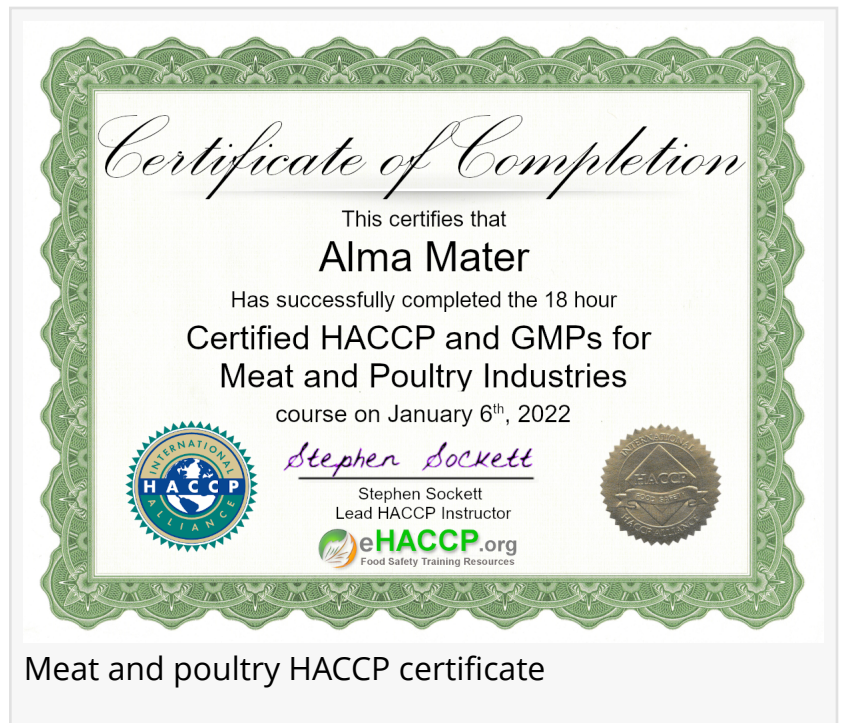 Certificate of Completion
This certifies that
Alma Mater
Has successfully completed the 18 hour
Certified HACCP and GMPs for
Meat and Poultry Industries
course on January 6th, 2022
Stephen Sockett
Stephen Sockett
Lead HACCP Instructor
eHACCP.org
Food Safety Training Resources
INTERNATIONAL
HACCP
ALLIANCE
INTERNATIONAL
HACCP
ALLIANCE
Meat and poultry HACCP certificate